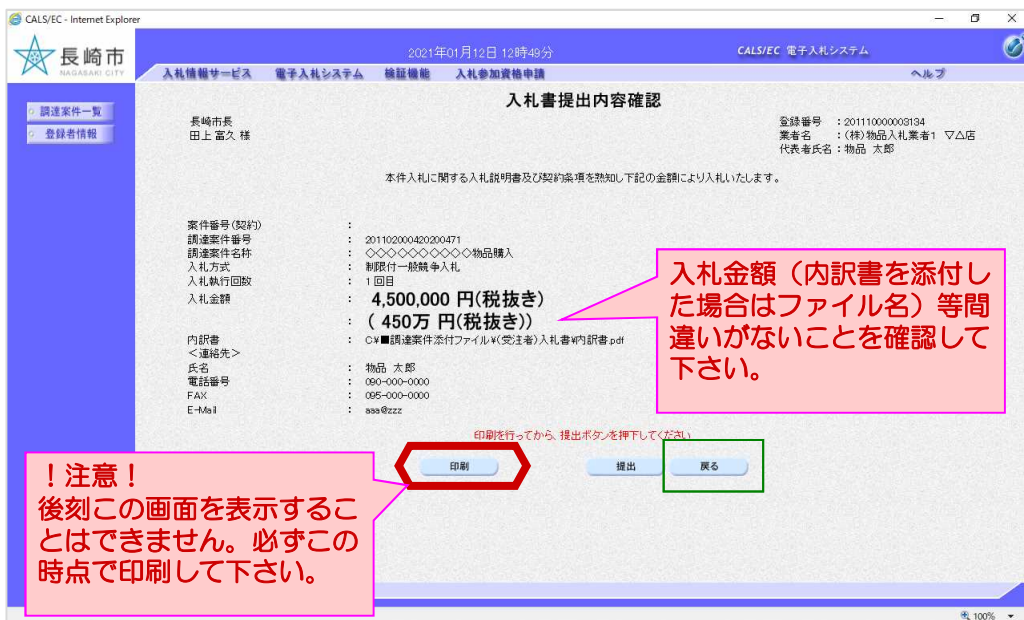 CALS/EC - Internet Explorer
長崎市
NAGASAKI CITY
2021年01月12日 12時49分
CALS/EC 電子入札システム
入札情報サービス 電子入札システム 検証機能 入札参加資格申請 ヘルプ
調達案件一覧
登録者情報
入札書提出内容確認
長崎市長
田上 富久 様
登録番号 :201110000003134
業者名 :(株)物品入札業者1 ▽△店
代表者氏名 :物品 太郎
本件入札に関する入札説明書及び契約条項を熟知し下記の金額により入札いたします。
案件番号(契約) :
調達案件番号 : 201102000420200471
調達案件名称 : ◇◇◇◇◇◇◇◇◇◇物品購入
入札方式 : 制限付一般競争入札
入札執行回数 : 1回目
入札金額 : 4,500,000 円(税抜き)
: ( 450万 円(税抜き))
内訳書 : C¥■調達案件添付ファイル¥(受注者)入札書¥内訳書.pdf
<連絡先>
氏名 : 物品 太郎
電話番号 : 090-000-0000
FAX : 095-000-0000
E-Mail : aaa@zzz
入札金額(内訳書を添付し
た場合はファイル名)等間
違いがないことを確認して
下さい。
印刷を行ってから、提出ボタンを押下してください
印刷 提出 戻る
!注意!
後刻この画面を表示するこ
とはできません。必ずこの
時点で印刷して下さい。
100%